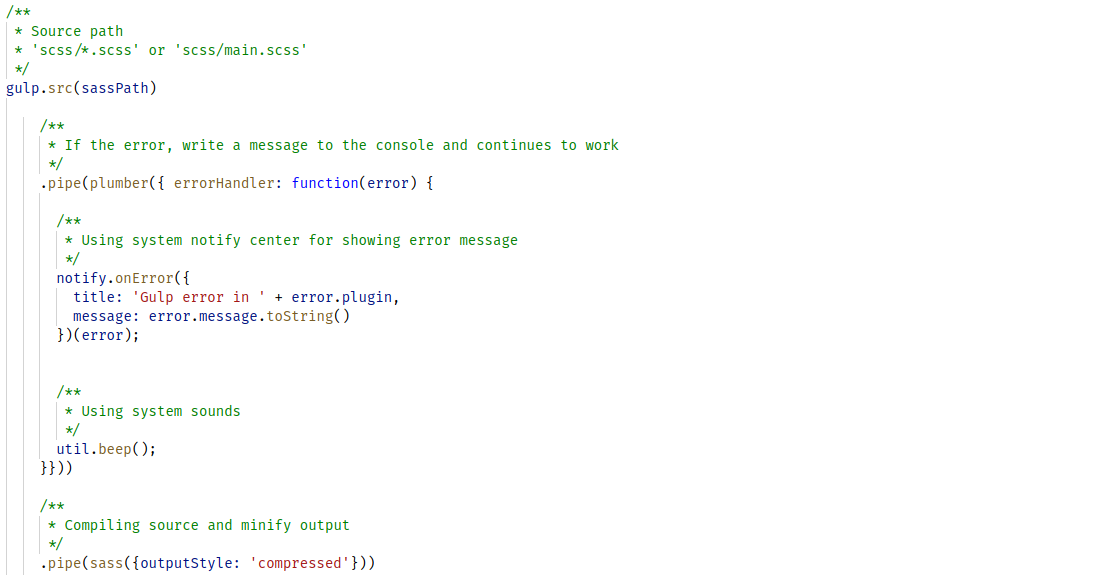 /**
 * Source path
 * 'scss/*.scss' or 'scss/main.scss'
 */
gulp.src(sassPath)
/**
 * If the error, write a message to the console and continues to work
 */
.pipe(plumber({ errorHandler: function(error) {
/**
 * Using system notify center for showing error message
 */
notify.onError({
title: 'Gulp error in ' + error.plugin,
message: error.message.toString()
})(error);
/**
 * Using system sounds
 */
util.beep();
}}))
/**
 * Compiling source and minify output
 */
.pipe(sass({outputStyle: 'compressed'}))